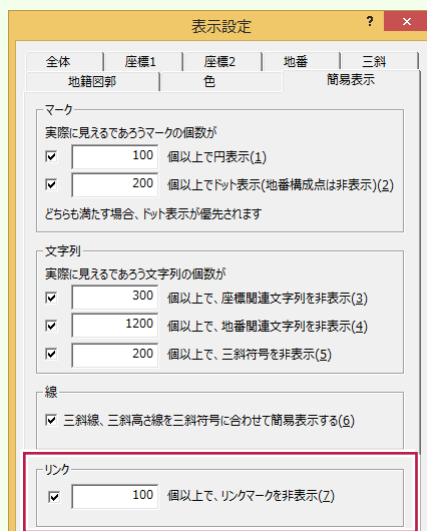 表示設定 ? ×
全体 座標1 座標2 地番 三斜
地籍図郭 色 簡易表示
マーク
実際に見えるであろうマークの個数が
100 個以上で円表示(1)
200 個以上でドット表示(地番構成点は非表示)(2)
どちらも満たす場合、ドット表示が優先されます
文字列
実際に見えるであろう文字列の個数が
300 個以上で、座標関連文字列を非表示(3)
1200 個以上で、地番関連文字列を非表示(4)
200 個以上で、三斜符号を非表示(5)
線
三斜線、三斜高さ線を三斜符号に合わせて簡易表示する(6)
リンク
100 個以上で、リンクマークを非表示(7)